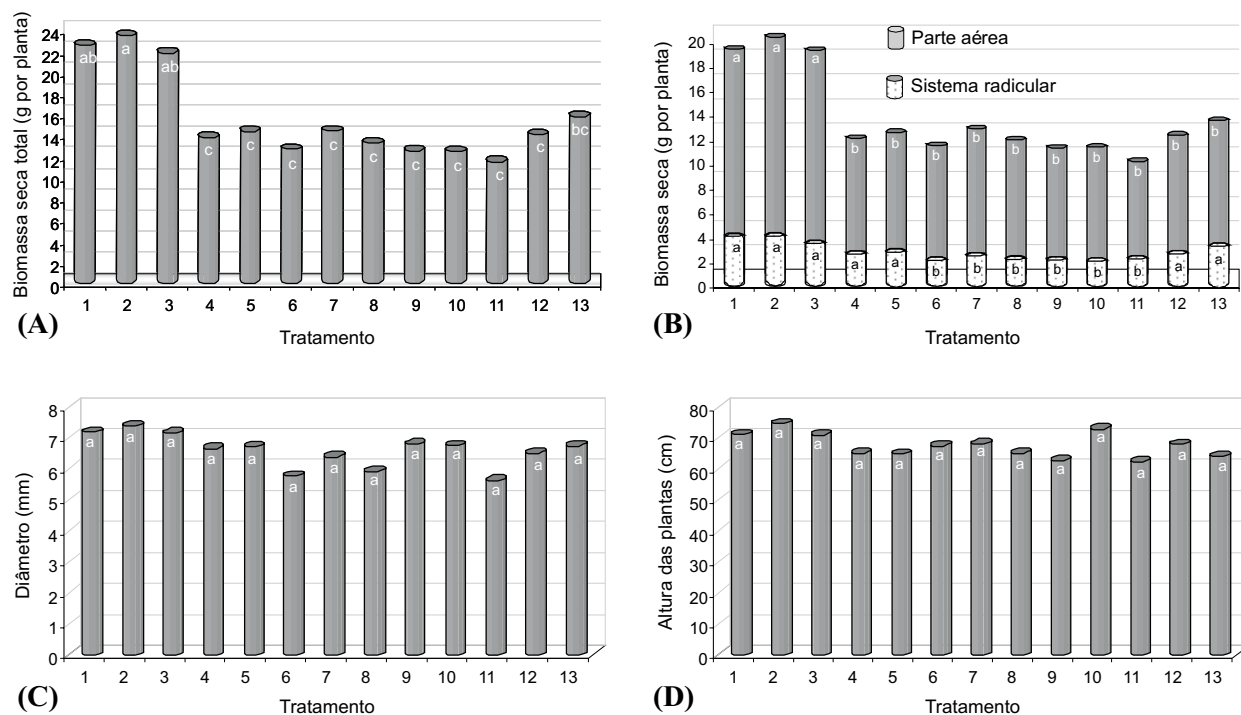 Biomassa seca total (g por planta)
24
22
20
18
16
14
12
10
8
6
4
2
0
ab a ab c c c c c c c c c bc
1 2 3 4 5 6 7 8 9 10 11 12 13
(A)
Tratamento
Biomassa seca (g por planta)
Parte aérea
Sistema radicular
20
18
16
14
12
10
8
6
4
2
0
a a a b b b b b b b b b b
a a a a a b b b b b b a a
1 2 3 4 5 6 7 8 9 10 11 12 13
(B)
Tratamento
Diâmetro (mm)
8
7
6
5
4
3
2
1
0
a a a a a a a a a a a a a
1 2 3 4 5 6 7 8 9 10 11 12 13
(C)
Tratamento
Altura das plantas (cm)
80
70
60
50
40
30
20
10
0
a a a a a a a a a a a a a
1 2 3 4 5 6 7 8 9 10 11 12 13
(D)
Tratamento